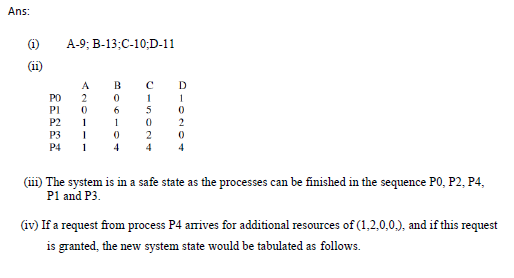 Ans:
(i) A-9; B-13;C-10;D-11
(ii)
A B C D
P0 2 0 1 1
P1 0 6 5 0
P2 1 1 0 2
P3 1 0 2 0
P4 1 4 4 4
(iii) The system is in a safe state as the processes can be finished in the sequence P0, P2, P4,
P1 and P3.
(iv) If a request from process P4 arrives for additional resources of (1,2,0,0,), and if this request
is granted, the new system state would be tabulated as follows.